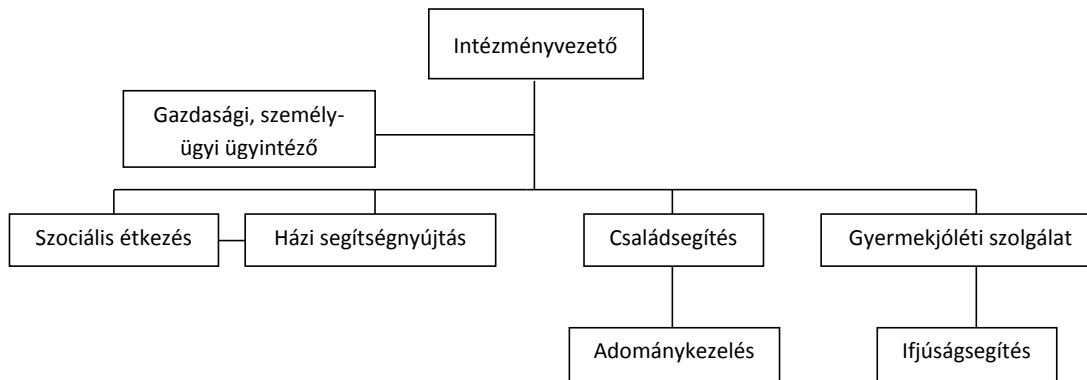 Intézményvezető
Gazdasági, személy-
ügyi ügyintéző
Szociális étkezés
Házi segítségnyújtás
Családsegítés
Gyermekjóléti szolgálat
Adománykezelés
Ifjúságsegítés